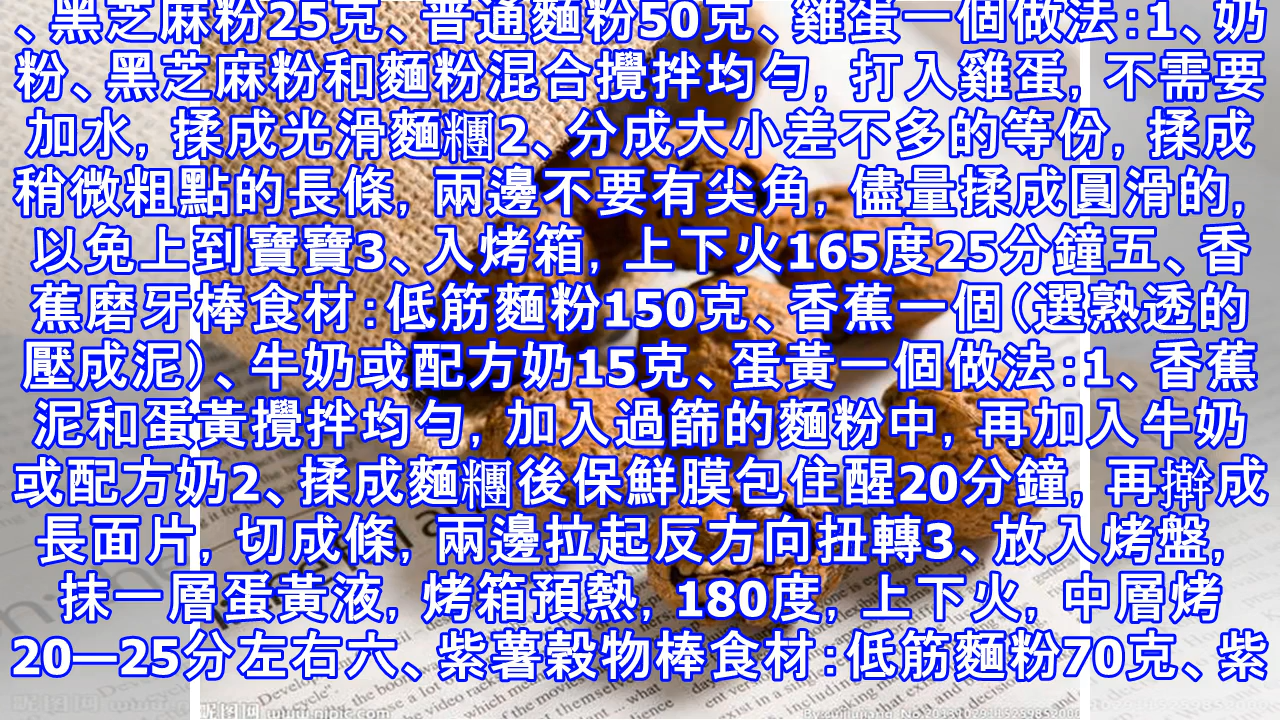 、黑芝麻粉25克、普通麵粉50克、雞蛋一個做法：1、奶
粉、黑芝麻粉和麵粉混合攪拌均勻，打入雞蛋，不需要
加水，揉成光滑麵糰2、分成大小差不多的等份，揉成
稍微粗點的長條，兩邊不要有尖角，儘量揉成圓滑的，
以免上到寶寶3、入烤箱，上下火165度25分鐘五、香
蕉磨牙棒食材：低筋麵粉150克、香蕉一個（選熟透的
壓成泥）、牛奶或配方奶15克、蛋黃一個做法：1、香蕉
泥和蛋黃攪拌均勻，加入過篩的麵粉中，再加入牛奶
或配方奶2、揉成麵糰後保鮮膜包住醒20分鐘，再擀成
長面片，切成條，兩邊拉起反方向扭轉3、放入烤盤，
抹一層蛋黃液，烤箱預熱，180度，上下火，中層烤
20—25分左右六、紫薯穀物棒食材：低筋麵粉70克、紫